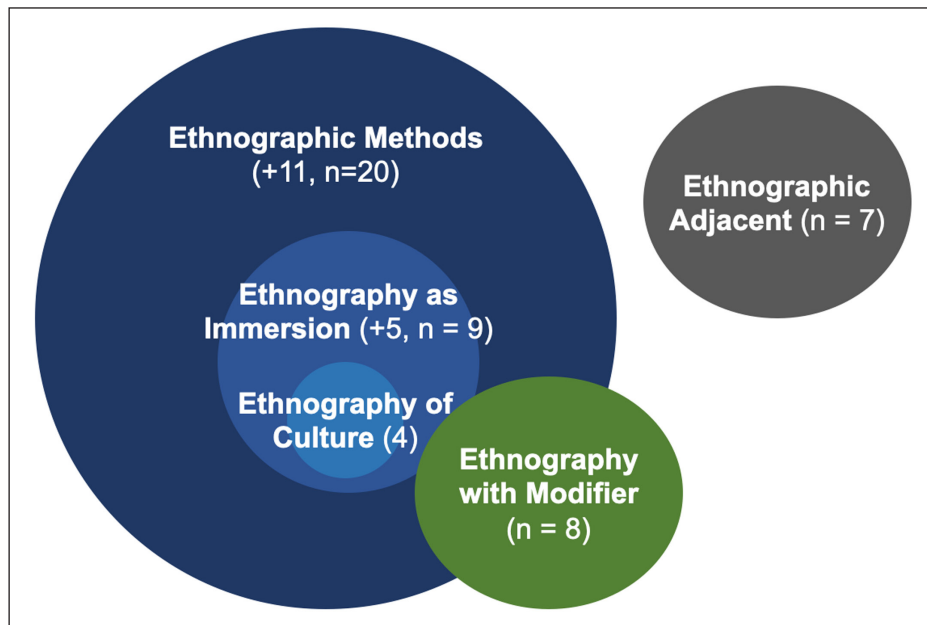 Ethnographic Methods
(+11, n=20)
Ethnographic
Adjacent (n = 7)
Ethnography as
Immersion (+5, n = 9)
Ethnography of
Culture (4)
Ethnography
with Modifier
(n = 8)